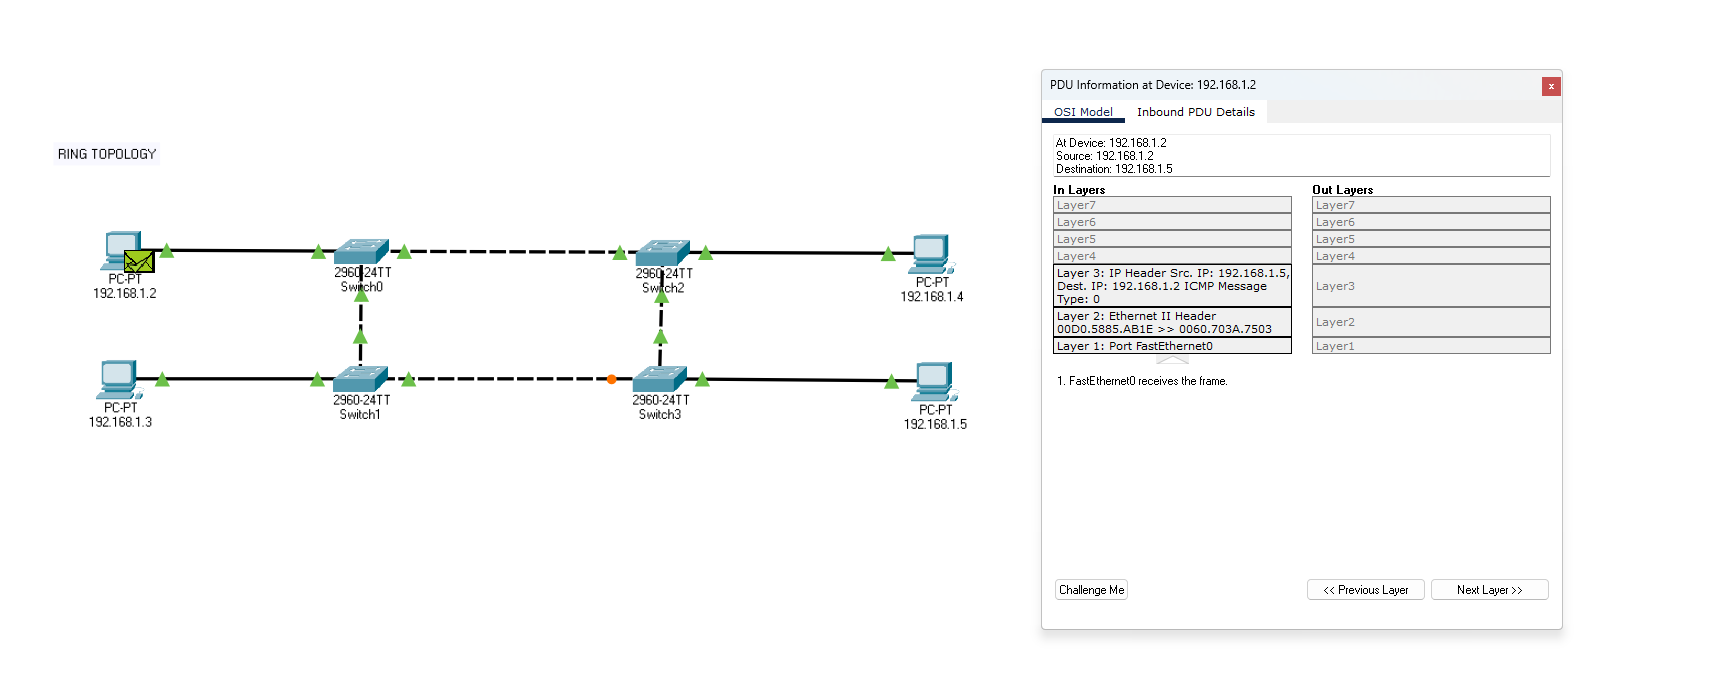 RING TOPOLOGY
PC-PT
192.168.1.2
2960-24TT
Switch0
2960-24TT
Switch2
PC-PT
192.168.1.4
PC-PT
192.168.1.3
2960-24TT
Switch1
2960-24TT
Switch3
PC-PT
192.168.1.5
PDU Information at Device: 192.168.1.2
x
OSI Model
Inbound PDU Details
At Device: 192.168.1.2
Source: 192.168.1.2
Destination: 192.168.1.5
In Layers
Layer7
Layer6
Layer5
Layer4
Layer 3: IP Header Src. IP: 192.168.1.5,
Dest. IP: 192.168.1.2 ICMP Message
Type: 0
Layer 2: Ethernet II Header
00D0.5885.AB1E >> 0060.703A.7503
Layer 1: Port FastEthernet0
Out Layers
Layer7
Layer6
Layer5
Layer4
Layer3
Layer2
Layer1
1. FastEthernet0 receives the frame.
Challenge Me
<< Previous Layer
Next Layer >>